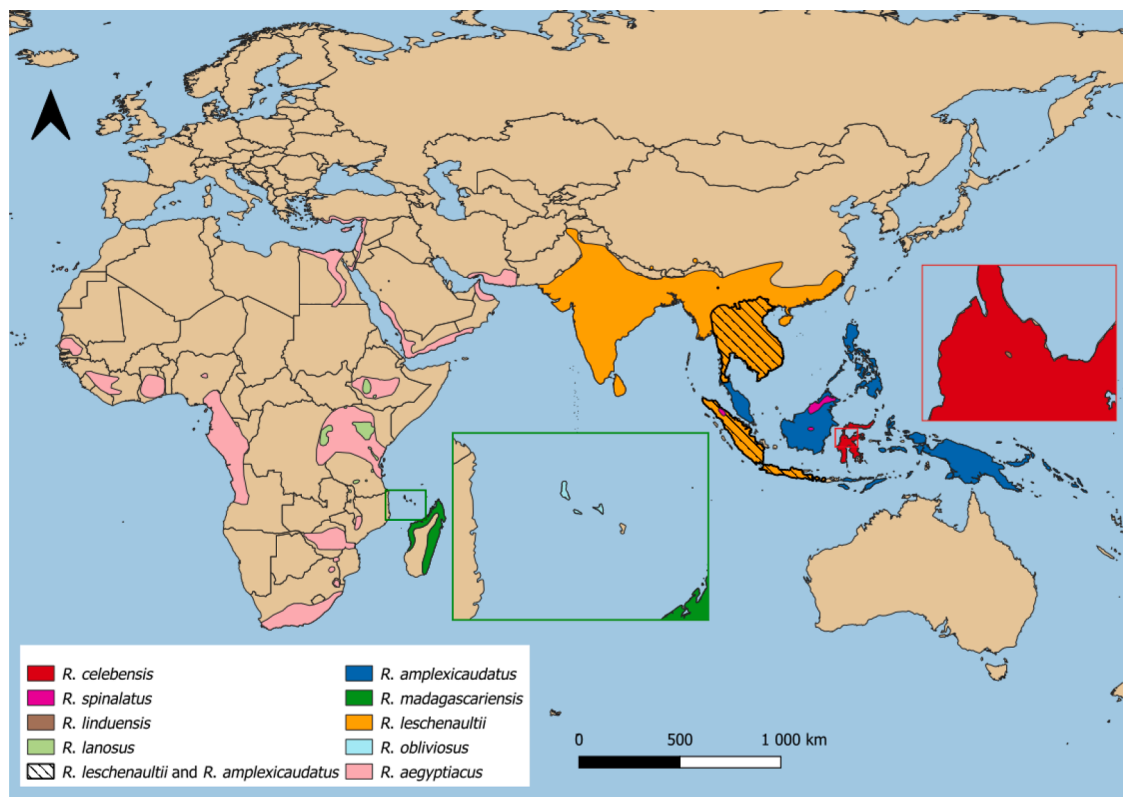 R. celebensis
R. spinalatus
R. linduensis
R. lanosus
R. leschenaultii and R. amplexicaudatus
R. amplexicaudatus
R. madagascariensis
R. leschenaultii
R. obliviosus
R. aegyptiacus
0 500 1 000 km